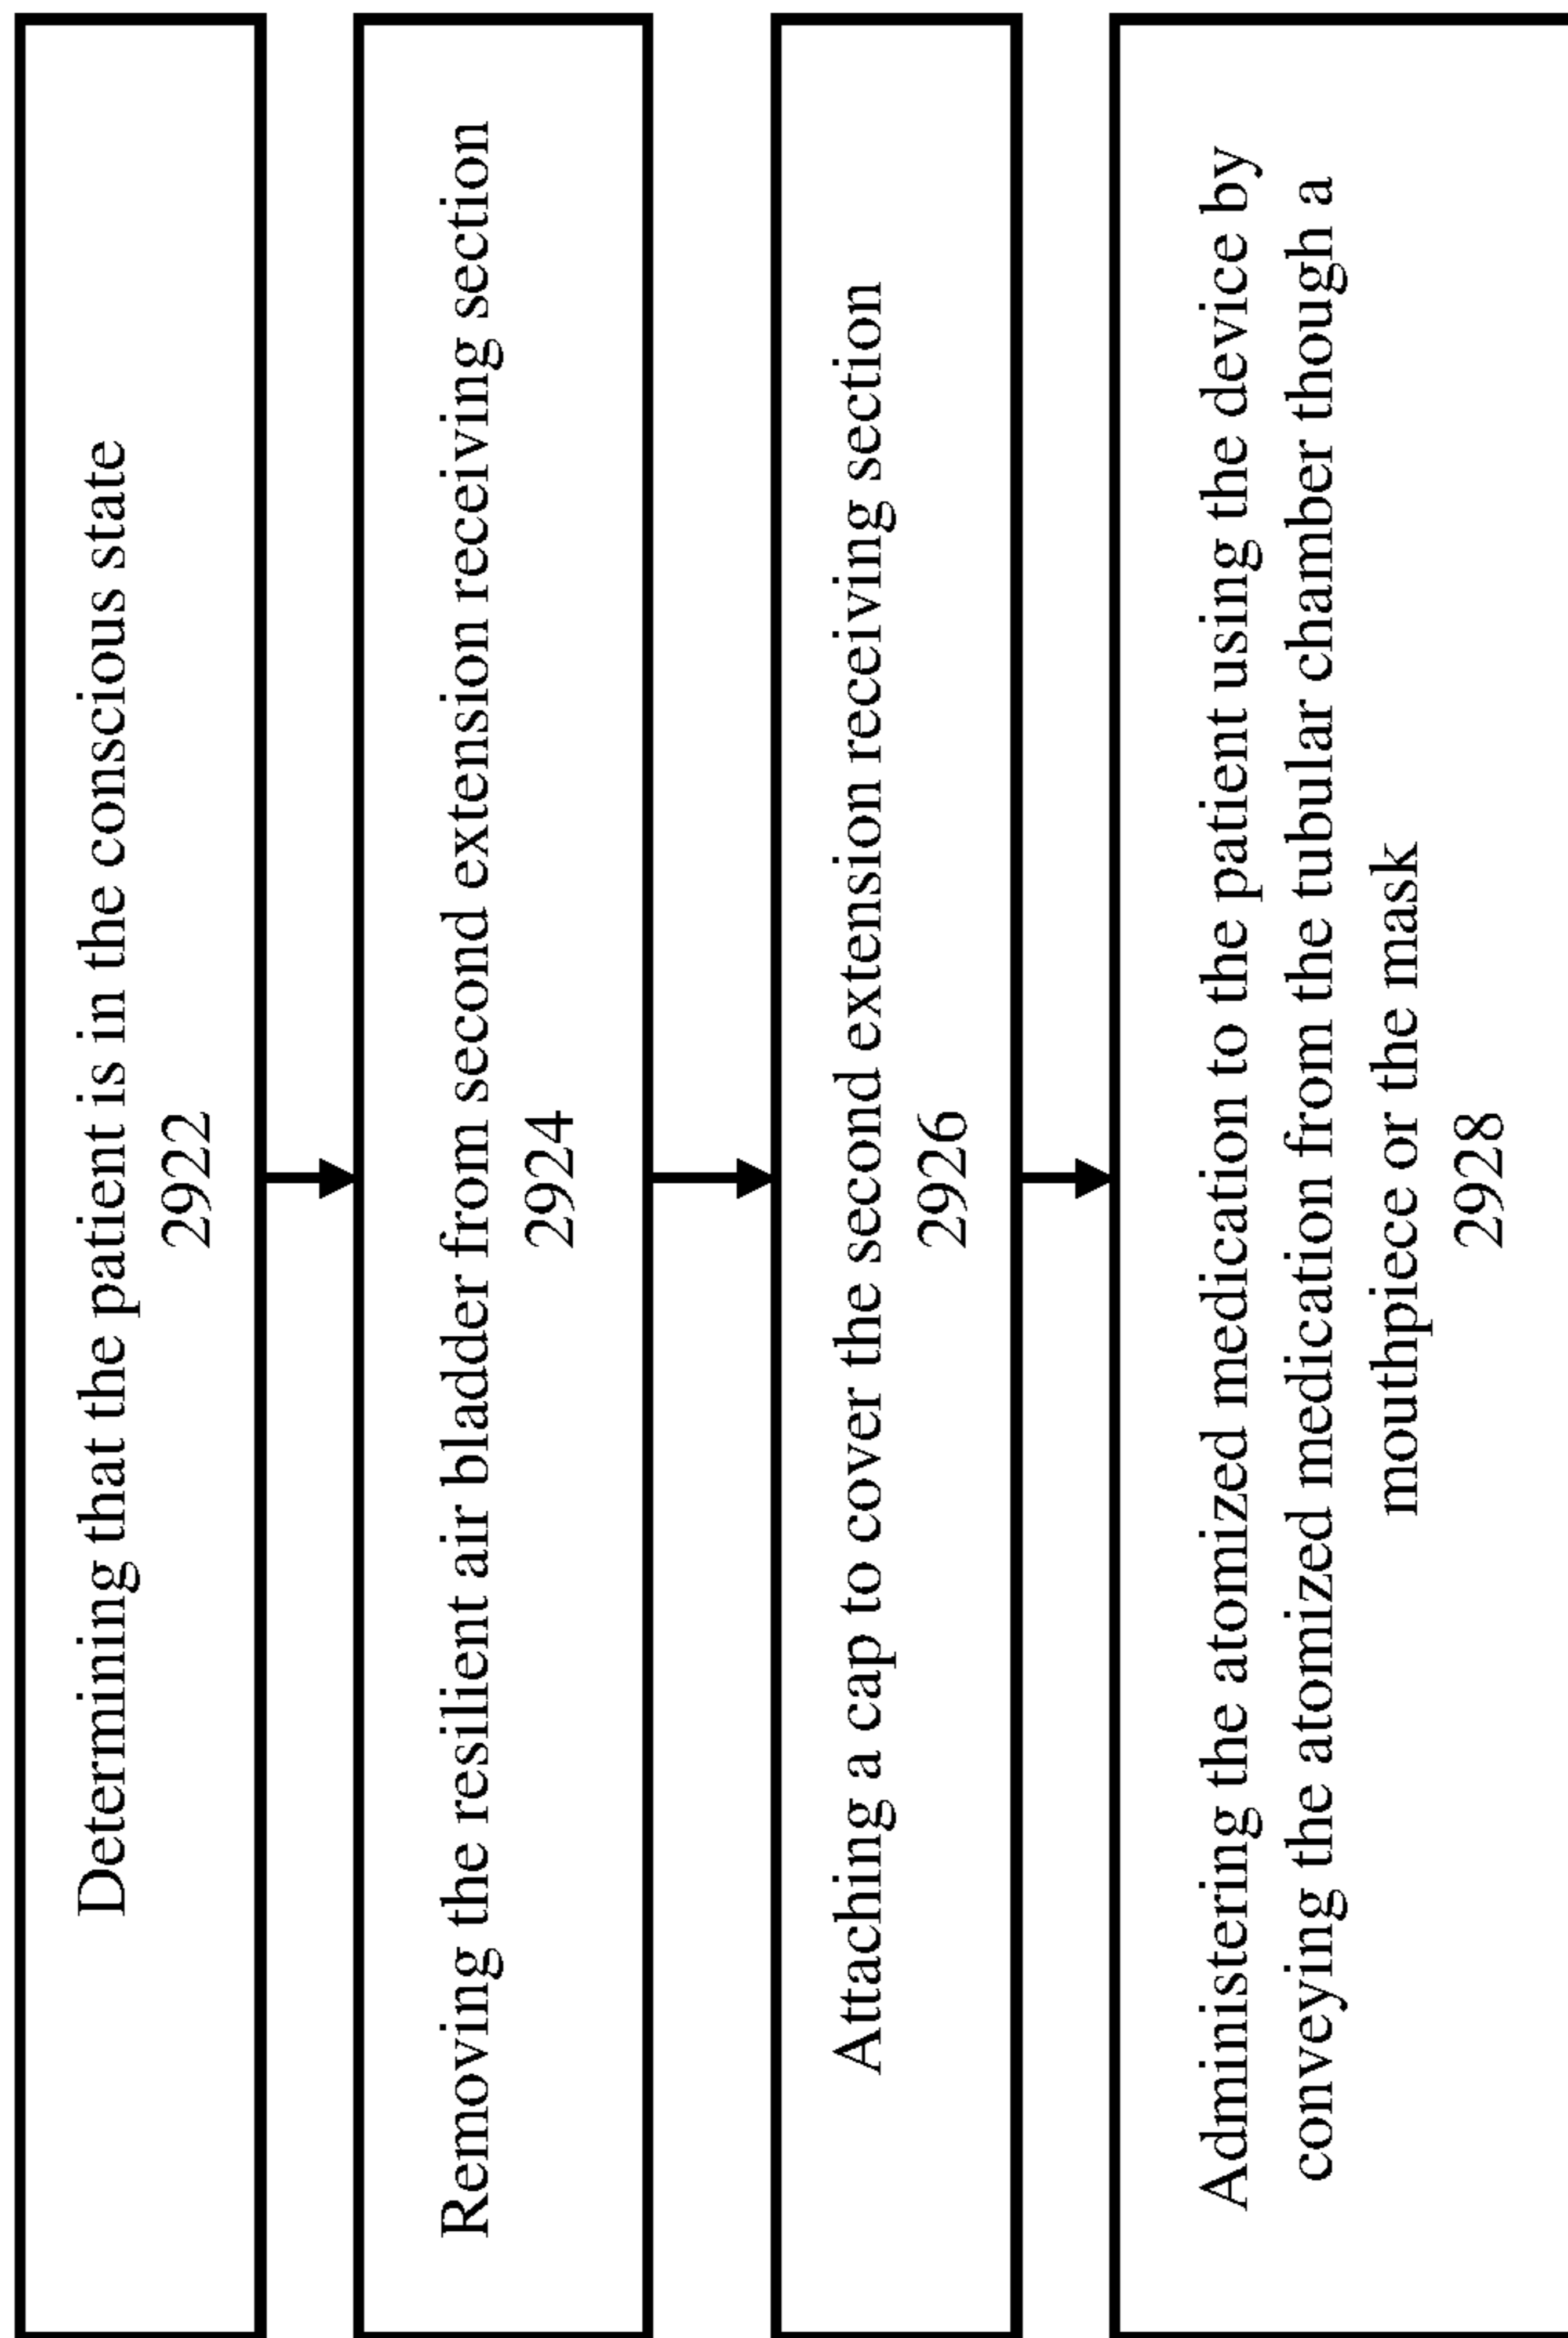 Determining that the patient is in the conscious state
2922
Removing the resilient air bladder from second extension receiving section
2924
Attaching a cap to cover the second extension receiving section
2926
Administering the atomized medication to the patient using the device by
conveying the atomized medication from the tubular chamber though a
mouthpiece or the mask
2928